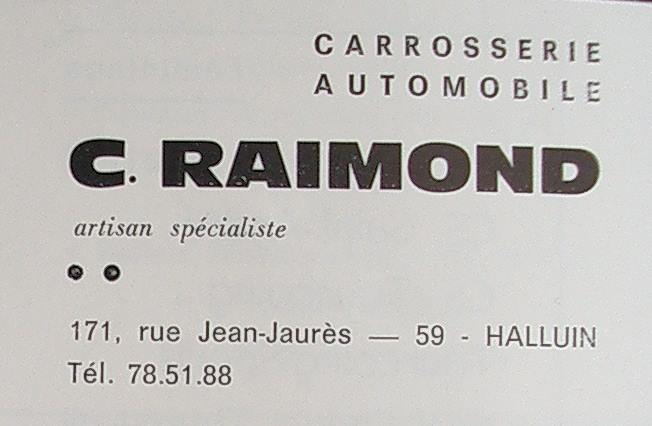 CARROSSERIE
AUTOMOBILE
C. RAIMOND
artisan spécialiste
171, rue Jean-Jaurès — 59 - HALLUIN
Tél. 78.51.88